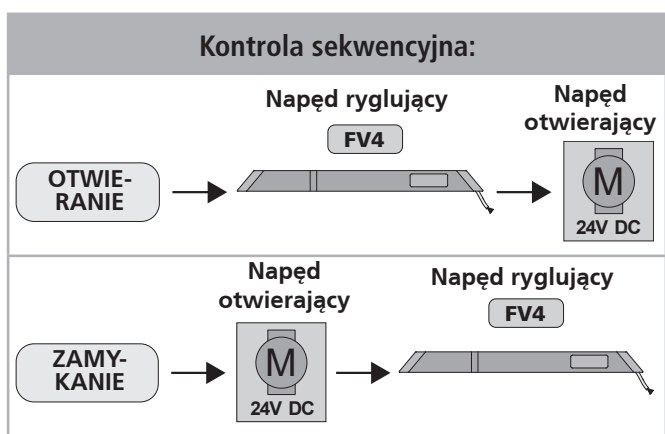 Kontrola sekwencyjna:
Napęd ryglujący
FV4
Napęd
otwierający
OTWIE-
RANIE
M
24V DC
Napęd
otwierający
Napęd ryglujący
FV4
ZAMY-
KANIE
M
24V DC